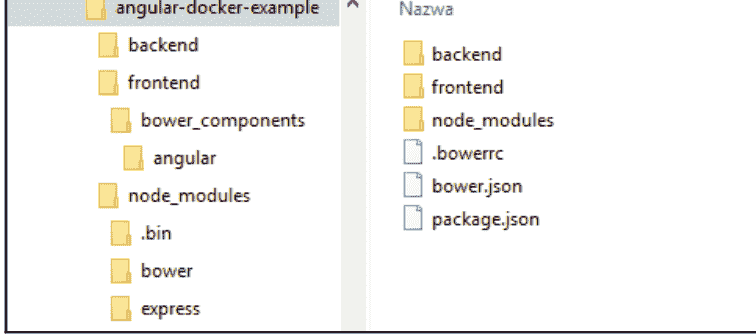 angular-docker-example
backend
frontend
bower_components
angular
node_modules
.bin
bower
express
Nazwa
backend
frontend
node_modules
.bowerrc
bower.json
package.json